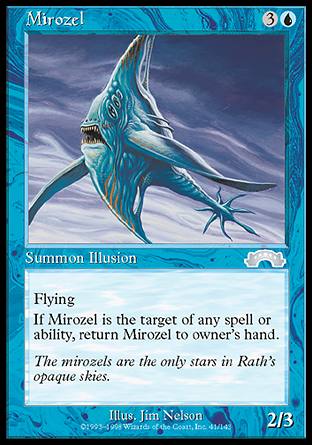 Mirozel 3
Summon Illusion
Flying
If Mirozel is the target of any spell or
ability, return Mirozel to owner's hand.
The mirozels are the only stars in Rath's
opaque skies.
Illus. Jim Nelson
©1993-1998 Wizards of the Coast, Inc. 41/143
2/3